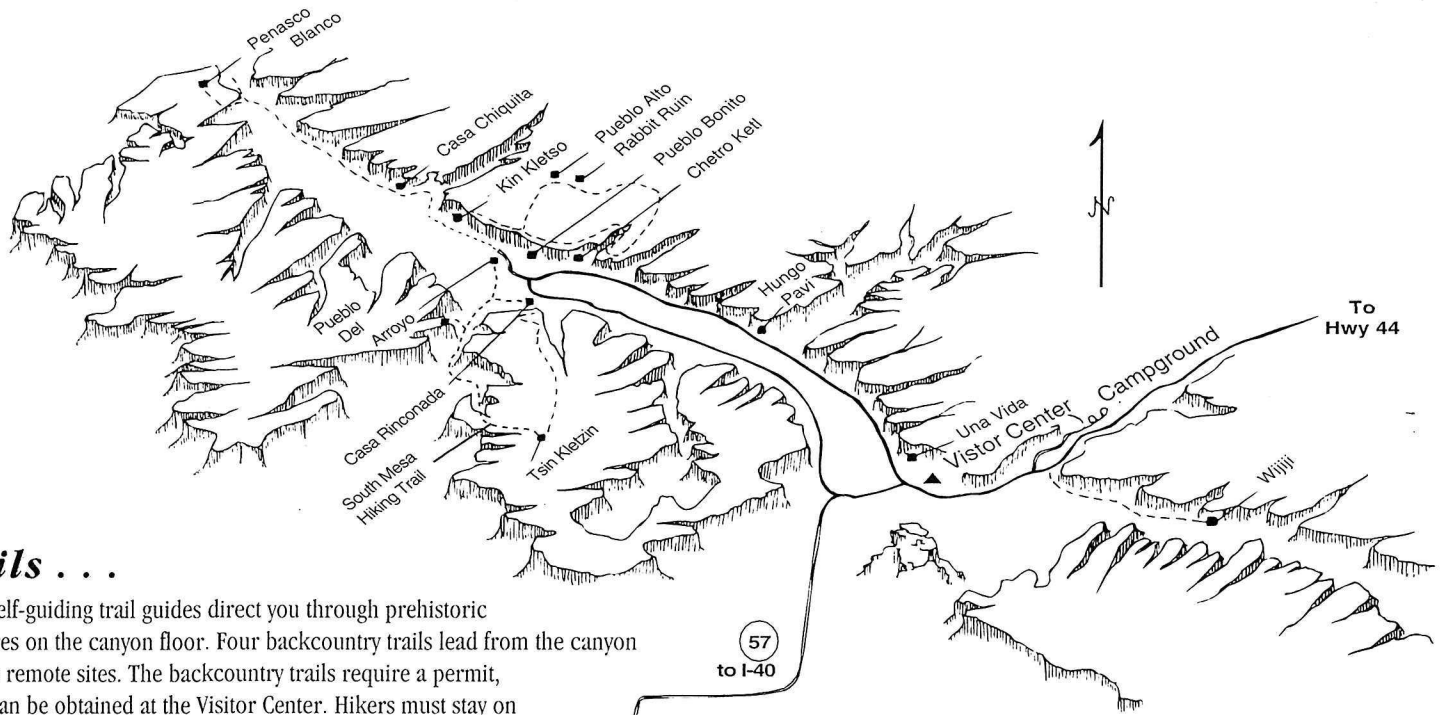 Penasco
Blanco
Casa Chiquita
Kin Kletso
Pueblo Alto
Rabbit Ruin
Pueblo Bonito
Chetro Ketl
N
Hungo
Pavi
To
Hwy 44
Pueblo
Del
Arroyo
Casa Rinconada
South Mesa
Hiking Trail
Tsin Kletzin
Una Vida
Vistor Center
Campground
Wijiji
57
to I-40
ils . . .
elf-guiding trail guides direct you through prehistoric
es on the canyon floor. Four backcountry trails lead from the canyon
remote sites. The backcountry trails require a permit,
an be obtained at the Visitor Center. Hikers must stay on